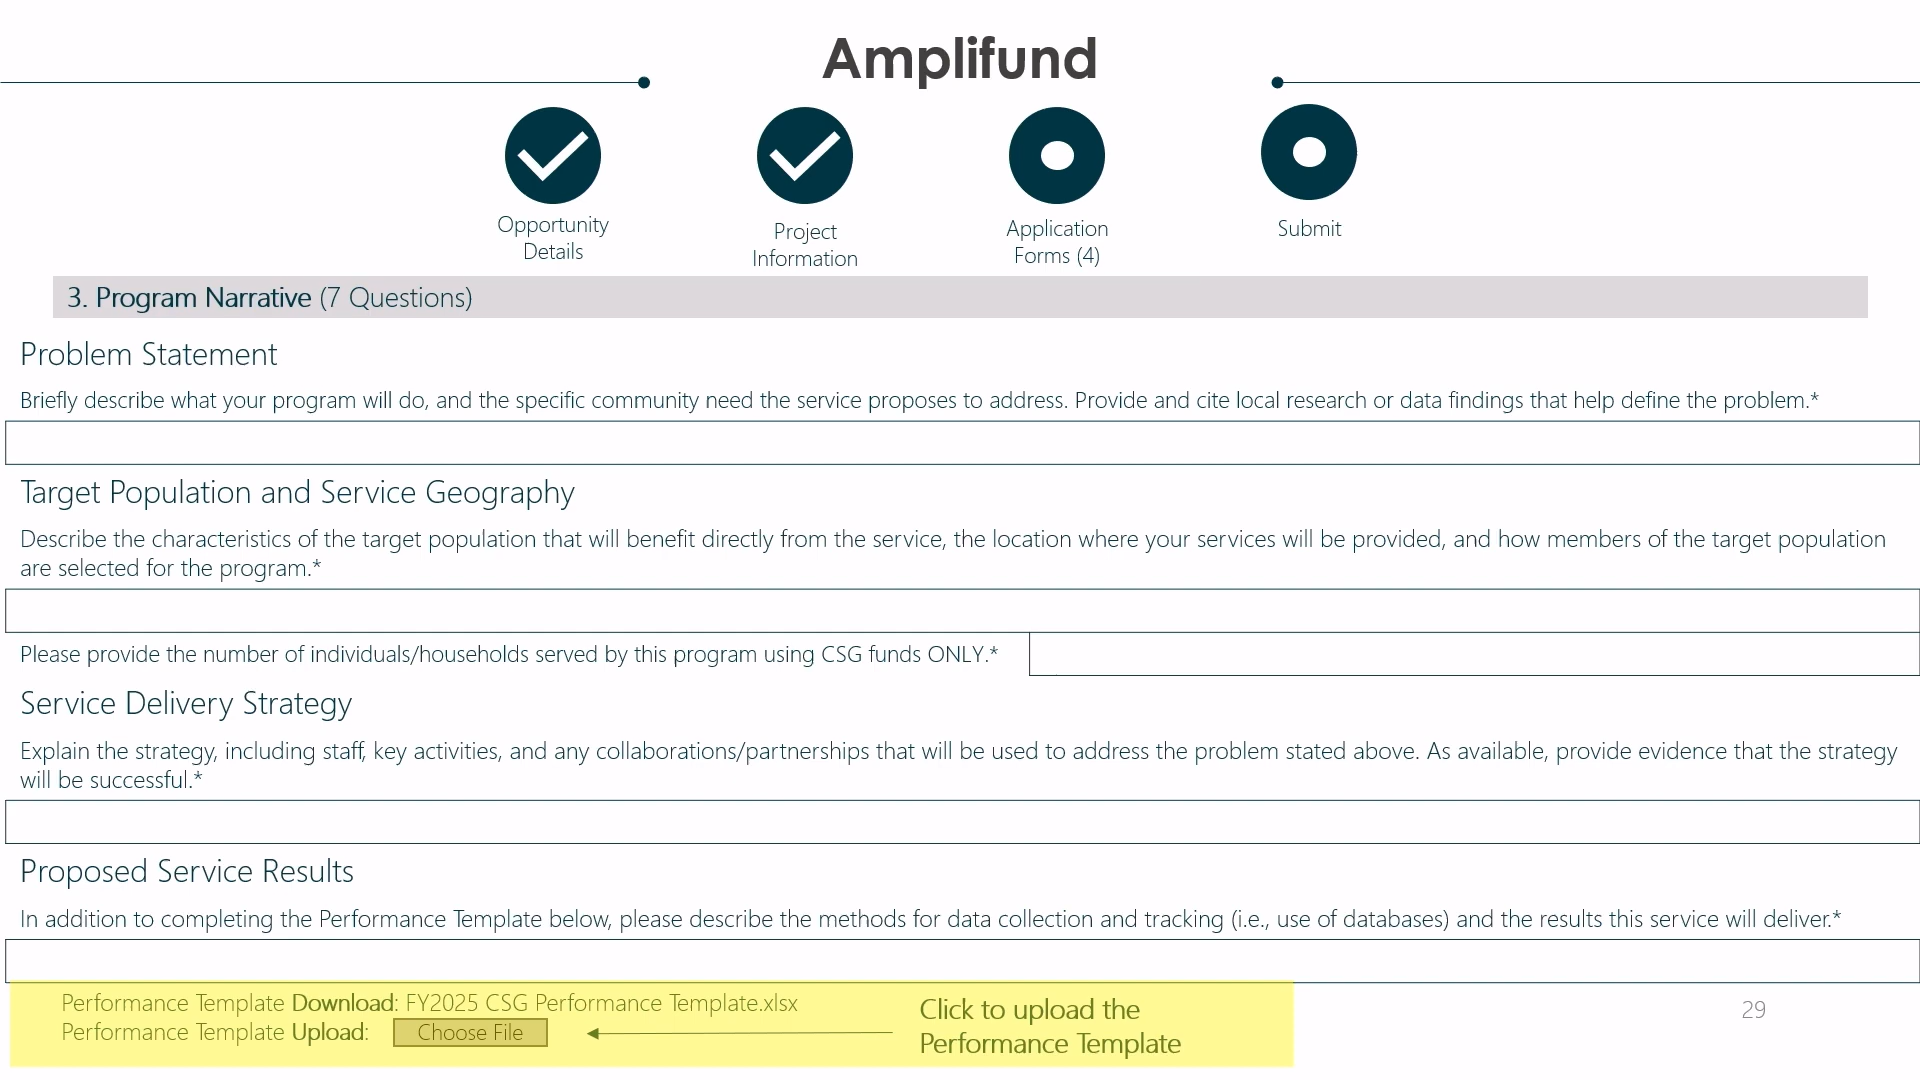 Amplifund
Opportunity
Details
Project
Information
Application
Forms (4)
Submit
3. Program Narrative (7 Questions)
Problem Statement
Briefly describe what your program will do, and the specific community need the service proposes to address. Provide and cite local research or data findings that help define the problem.*
Target Population and Service Geography
Describe the characteristics of the target population that will benefit directly from the service, the location where your services will be provided, and how members of the target population
are selected for the program.*
Please provide the number of individuals/households served by this program using CSG funds ONLY.*
Service Delivery Strategy
Explain the strategy, including staff, key activities, and any collaborations/partnerships that will be used to address the problem stated above. As available, provide evidence that the strategy
will be successful.*
Proposed Service Results
In addition to completing the Performance Template below, please describe the methods for data collection and tracking (i.e., use of databases) and the results this service will deliver.*
Performance Template Download: FY2025 CSG Performance Template.xlsx
Performance Template Upload: Choose File
Click to upload the
Performance Template
29